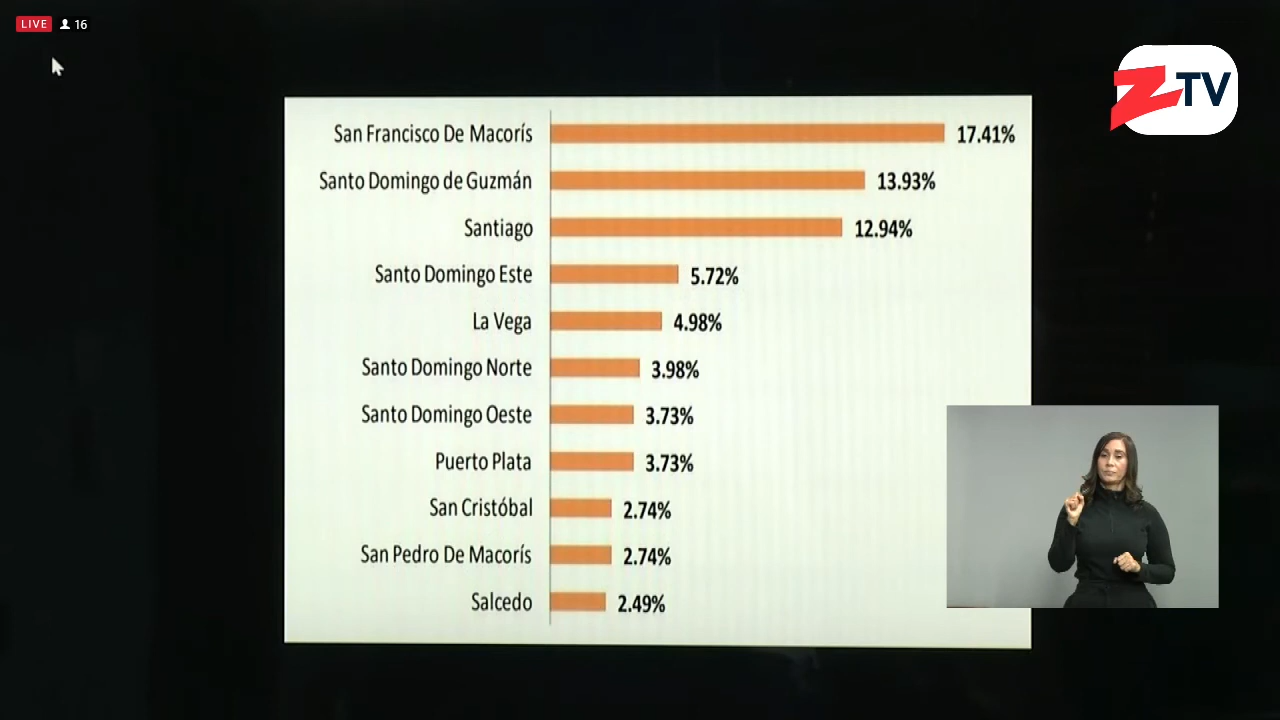 LIVE 16
ZTV
San Francisco De Macorís 17.41%
Santo Domingo de Guzmán 13.93%
Santiago 12.94%
Santo Domingo Este 5.72%
La Vega 4.98%
Santo Domingo Norte 3.98%
Santo Domingo Oeste 3.73%
Puerto Plata 3.73%
San Cristóbal 2.74%
San Pedro De Macorís 2.74%
Salcedo 2.49%